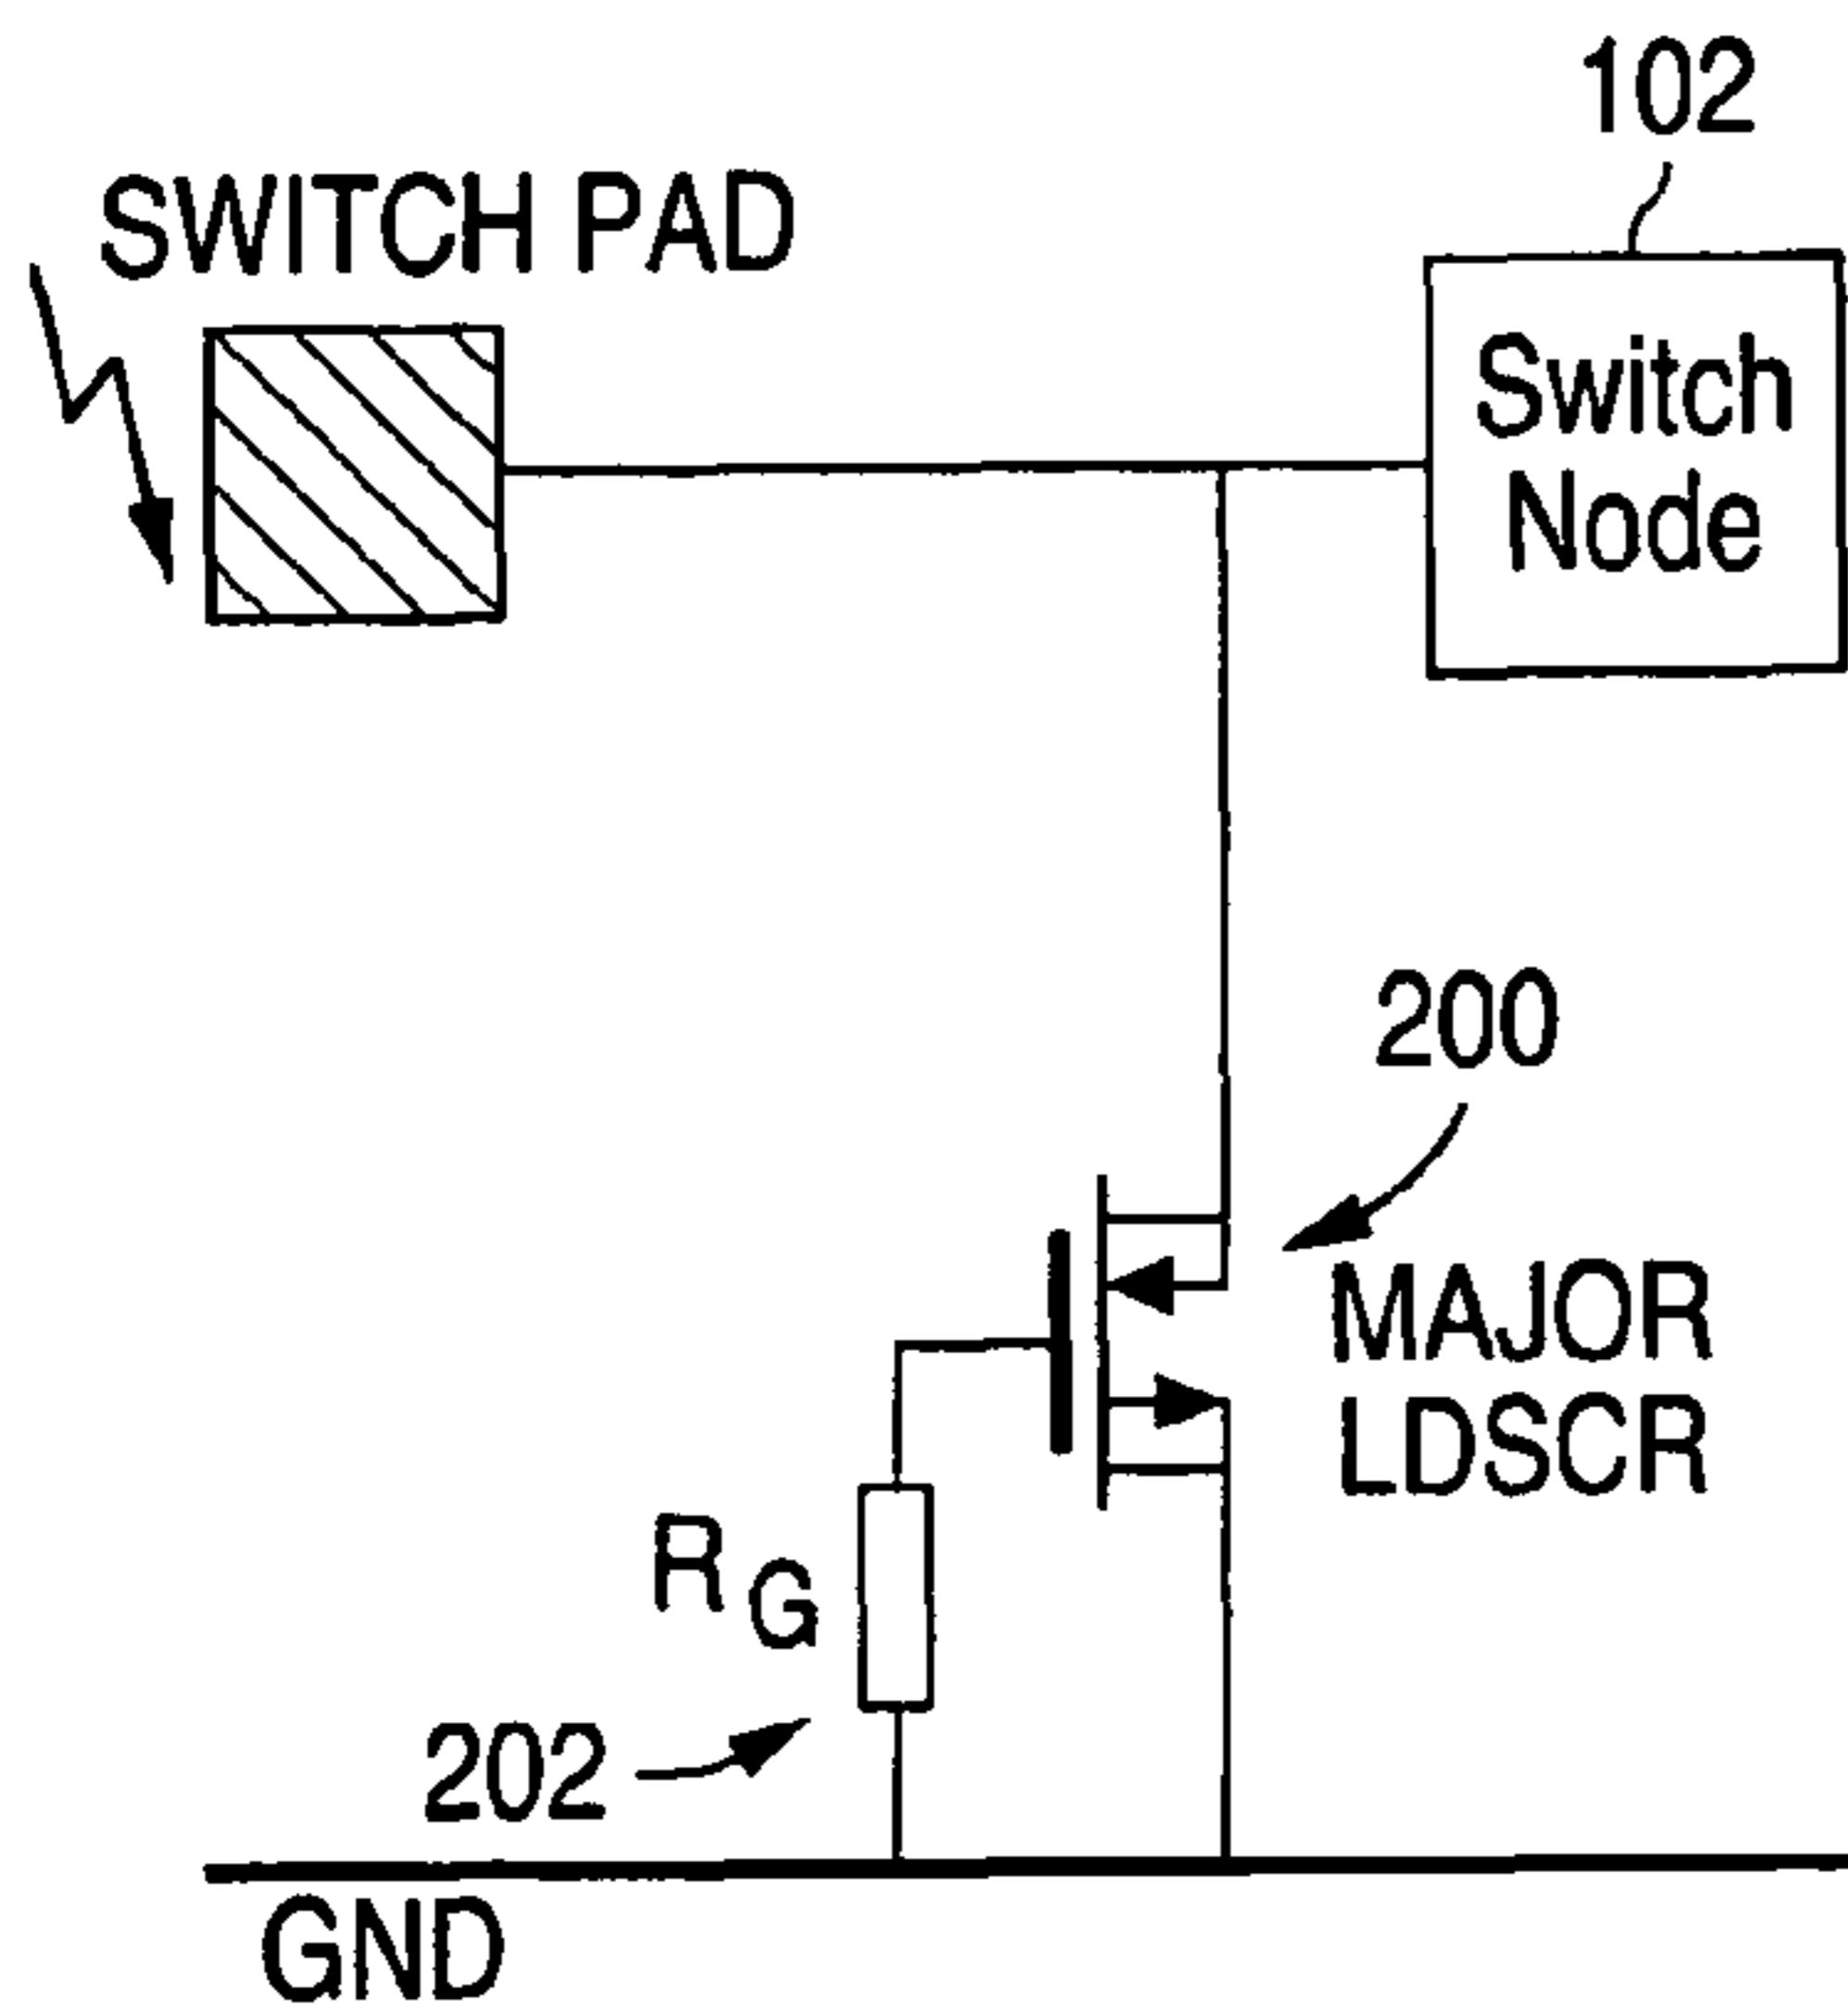 102
SWITCH PAD
Switch
Node
200
MAJOR
LDSCR
RG
202
GND